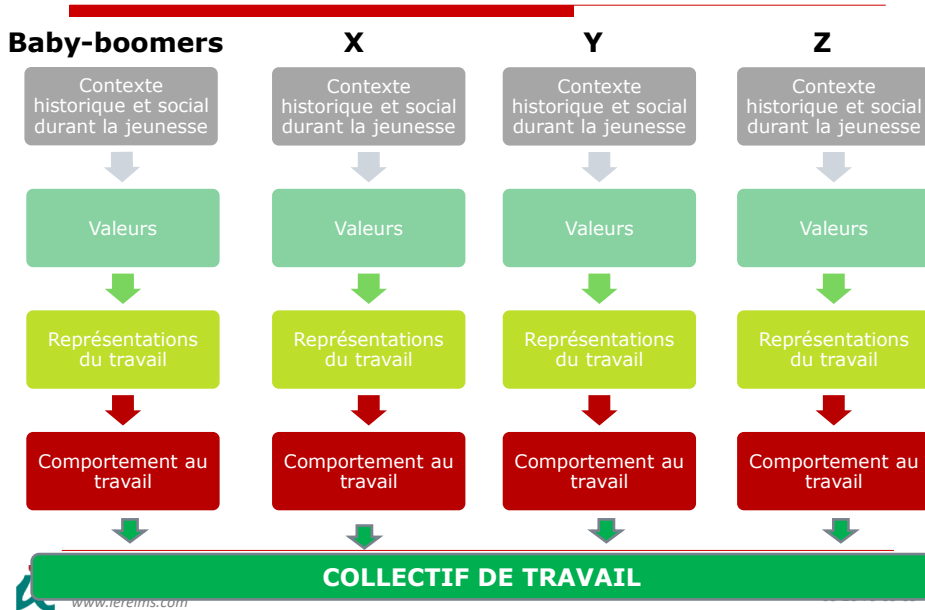 Baby-boomers X Y Z
Contexte
historique et social
durant la jeunesse
Contexte
historique et social
durant la jeunesse
Contexte
historique et social
durant la jeunesse
Contexte
historique et social
durant la jeunesse
Valeurs
Valeurs
Valeurs
Valeurs
Représentations
du travail
Représentations
du travail
Représentations
du travail
Représentations
du travail
Comportement au
travail
Comportement au
travail
Comportement au
travail
Comportement au
travail
COLLECTIF DE TRAVAIL
www.iereims.com